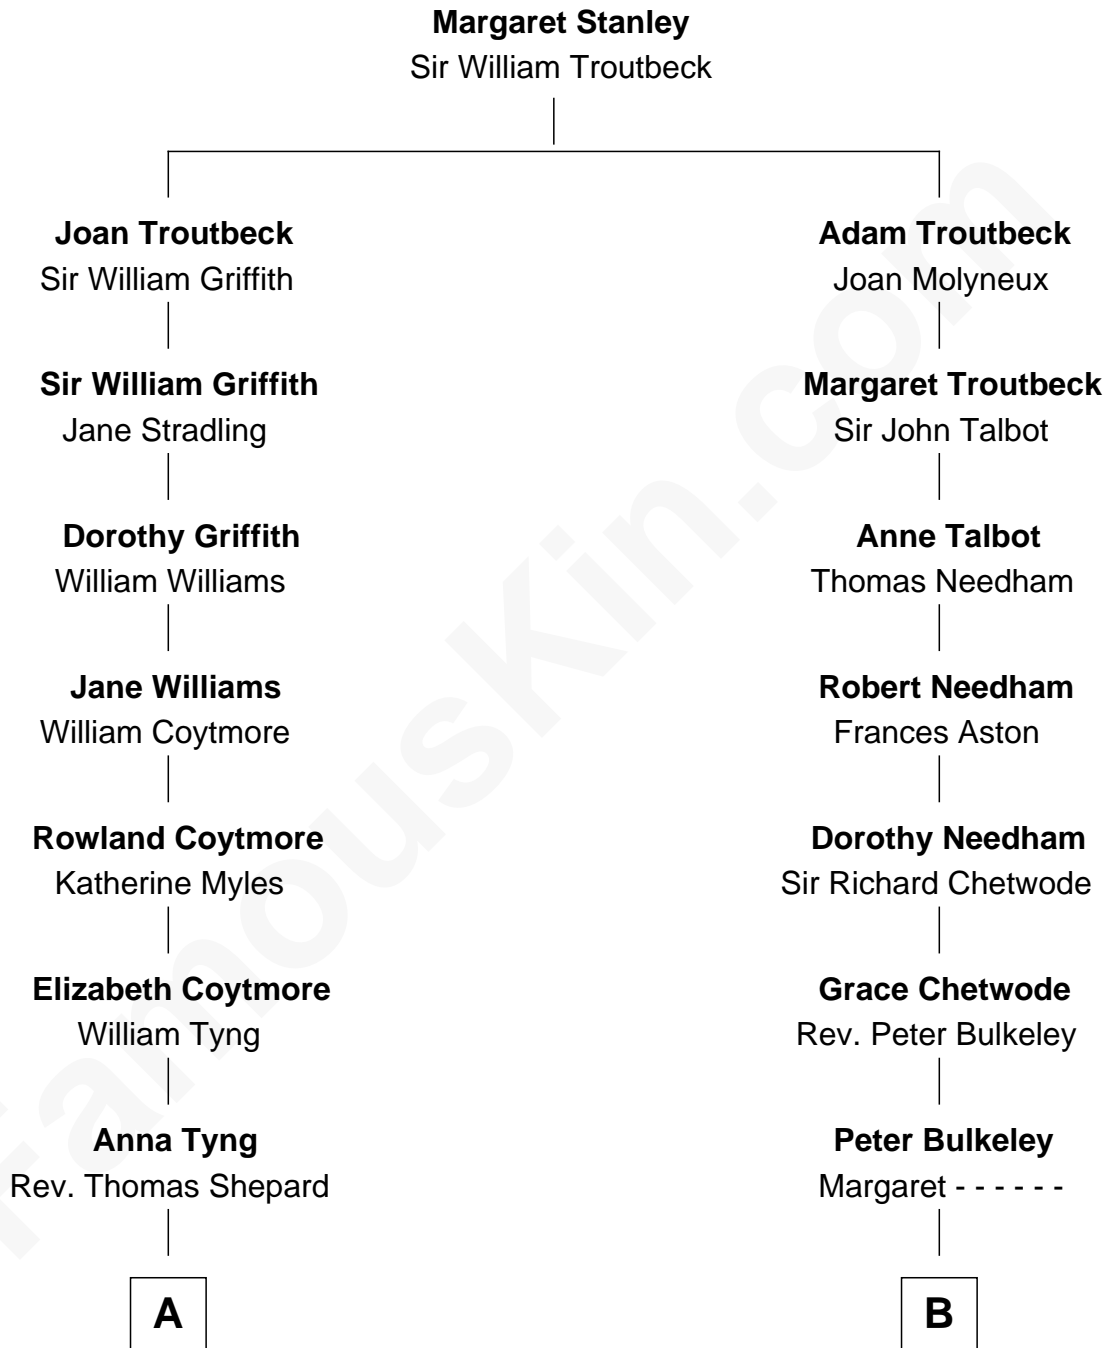 Margaret Stanley
Sir William Troutbeck
Joan Troutbeck
Sir William Griffith
Adam Troutbeck
Joan Molyneux
Sir William Griffith
Jane Stradling
Margaret Troutbeck
Sir John Talbot
Dorothy Griffith
William Williams
Anne Talbot
Thomas Needham
Jane Williams
William Coytmore
Robert Needham
Frances Aston
Rowland Coytmore
Katherine Myles
Dorothy Needham
Sir Richard Chetwode
Elizabeth Coytmore
William Tyng
Grace Chetwode
Rev. Peter Bulkeley
Anna Tyng
Rev. Thomas Shepard
Peter Bulkeley
Margaret - - - - - -
A
B
FamousKin.com